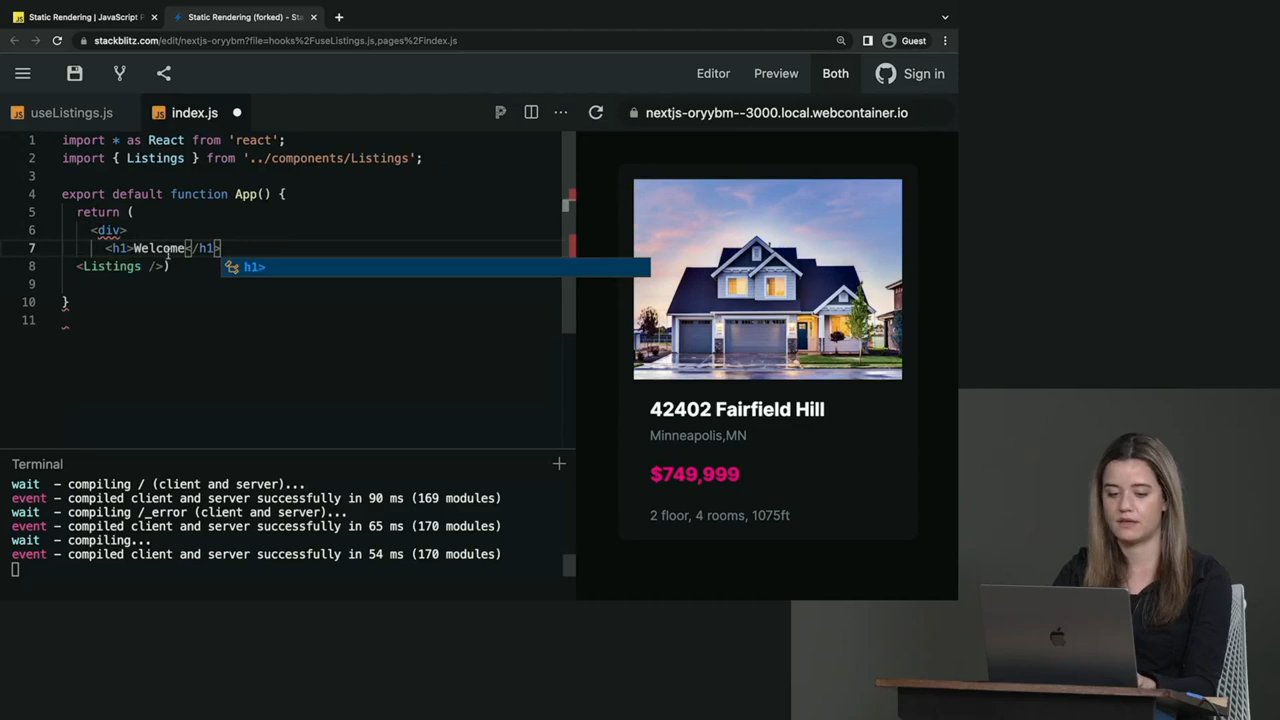 Static Rendering | JavaScript P
Static Rendering (forked) - Sta
stackblitz.com/edit/nextjs-oryybm?file=hooks%2FuseListings.js,pages%2Findex.js
Guest
Editor
Preview
Both
Sign in
JS useListings.js
JS index.js
nextjs-oryybm--3000.local.webcontainer.io
1 import * as React from 'react';
2 import { Listings } from '../components/Listings';
3
4 export default function App() {
5 return (
6 <div>
7 <h1>Welcome</h1>
h1>
8 <Listings />)
9
10 }
11
42402 Fairfield Hill
Minneapolis,MN
$749,999
2 floor, 4 rooms, 1075ft
Terminal
wait - compiling / (client and server)...
event - compiled client and server successfully in 90 ms (169 modules)
wait - compiling /_error (client and server)...
event - compiled client and server successfully in 65 ms (170 modules)
wait - compiling...
event - compiled client and server successfully in 54 ms (170 modules)